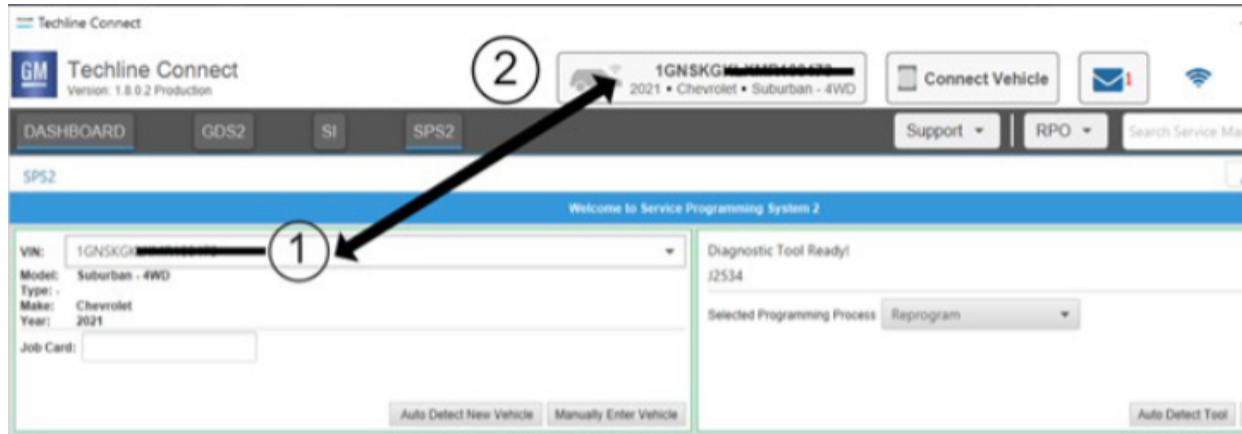 Techline Connect
GM Techline Connect
Version: 1.8.0.2 Production
2
1GNSKG
2021 • Chevrolet • Suburban - 4WD
Connect Vehicle
1
DASHBOARD GDS2 SI SPS2 Support RPO Search Service Ma
SPS2
Welcome to Service Programming System 2
VIN: 1GNSKG
1
Model: Suburban - 4WD
Type: -
Make: Chevrolet
Year: 2021
Job Card:
Auto Detect New Vehicle Manually Enter Vehicle
Diagnostic Tool Ready!
J2534
Selected Programming Process Reprogram
Auto Detect Tool